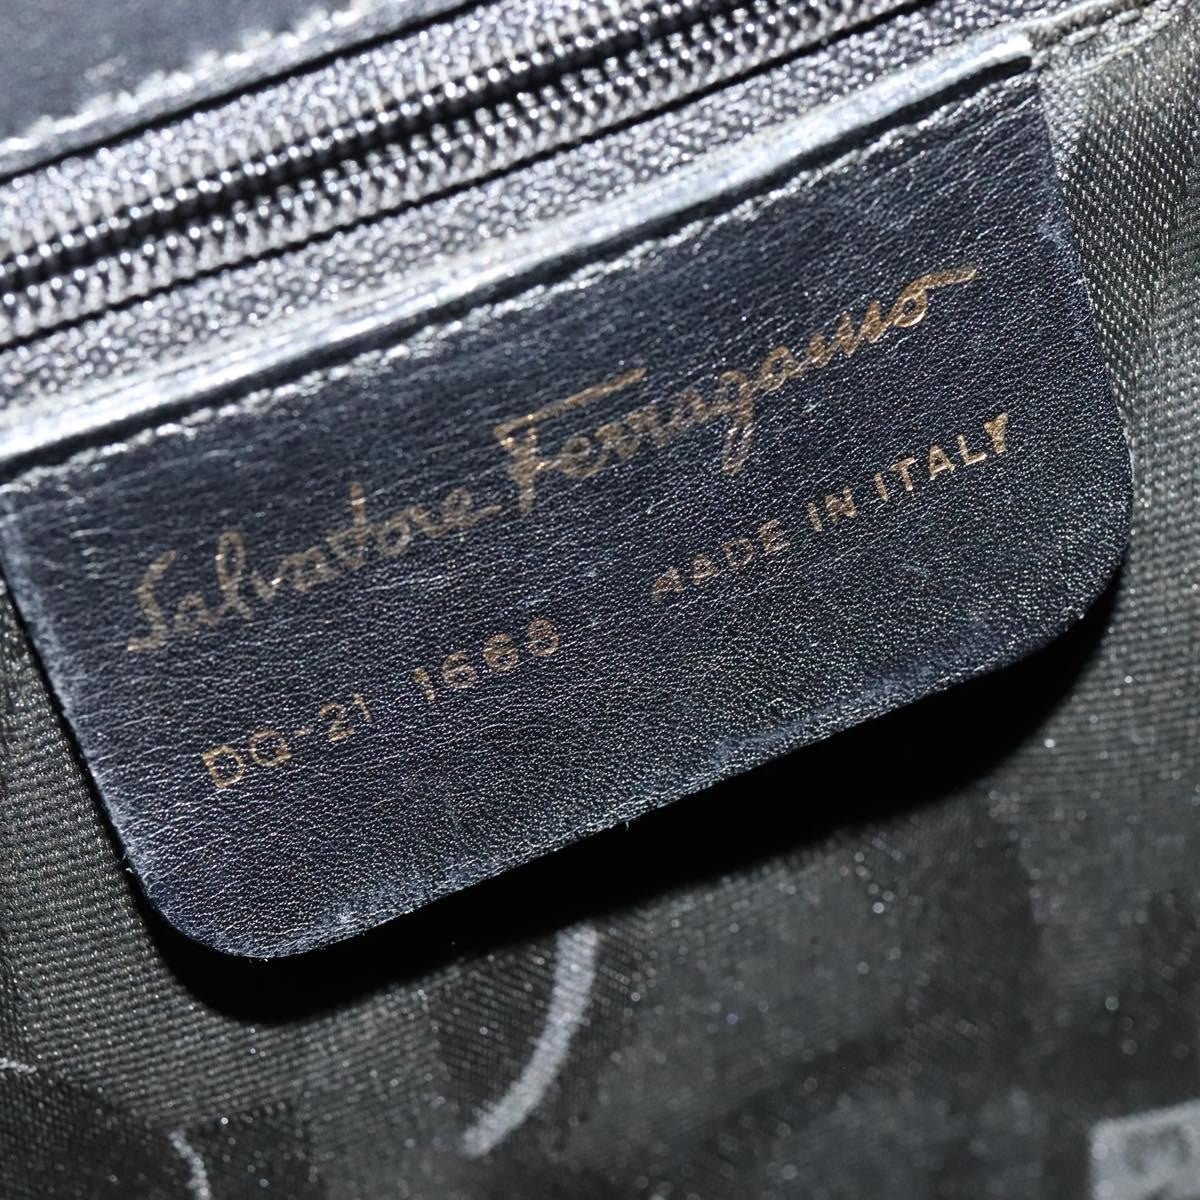 Salvatore Ferragamo
DQ-21 1668 MADE IN ITALY